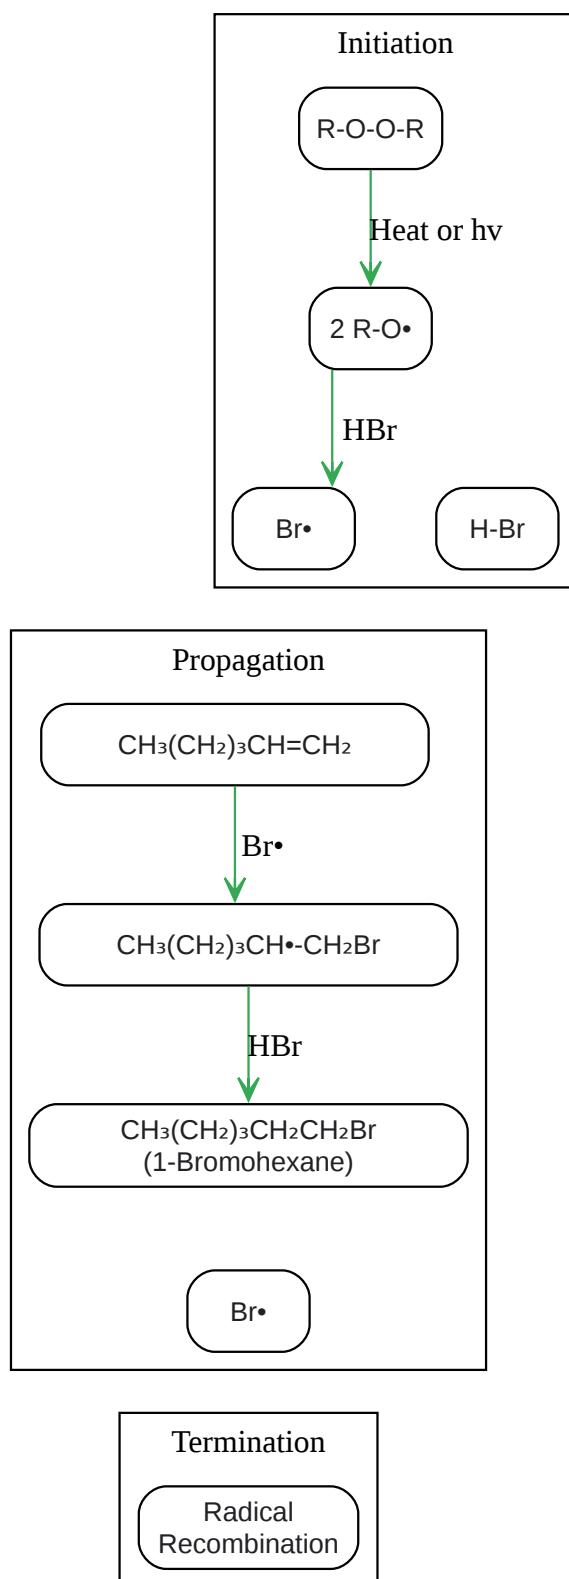 Initiation
R-O-O-R
Heat or hv
2 R-O•
HBr
Br•
H-Br
Propagation
CH₃(CH₂)₃CH=CH₂
Br•
CH₃(CH₂)₃CH•-CH₂Br
HBr
CH₃(CH₂)₃CH₂CH₂Br
(1-Bromohexane)
Br•
Termination
Radical
Recombination